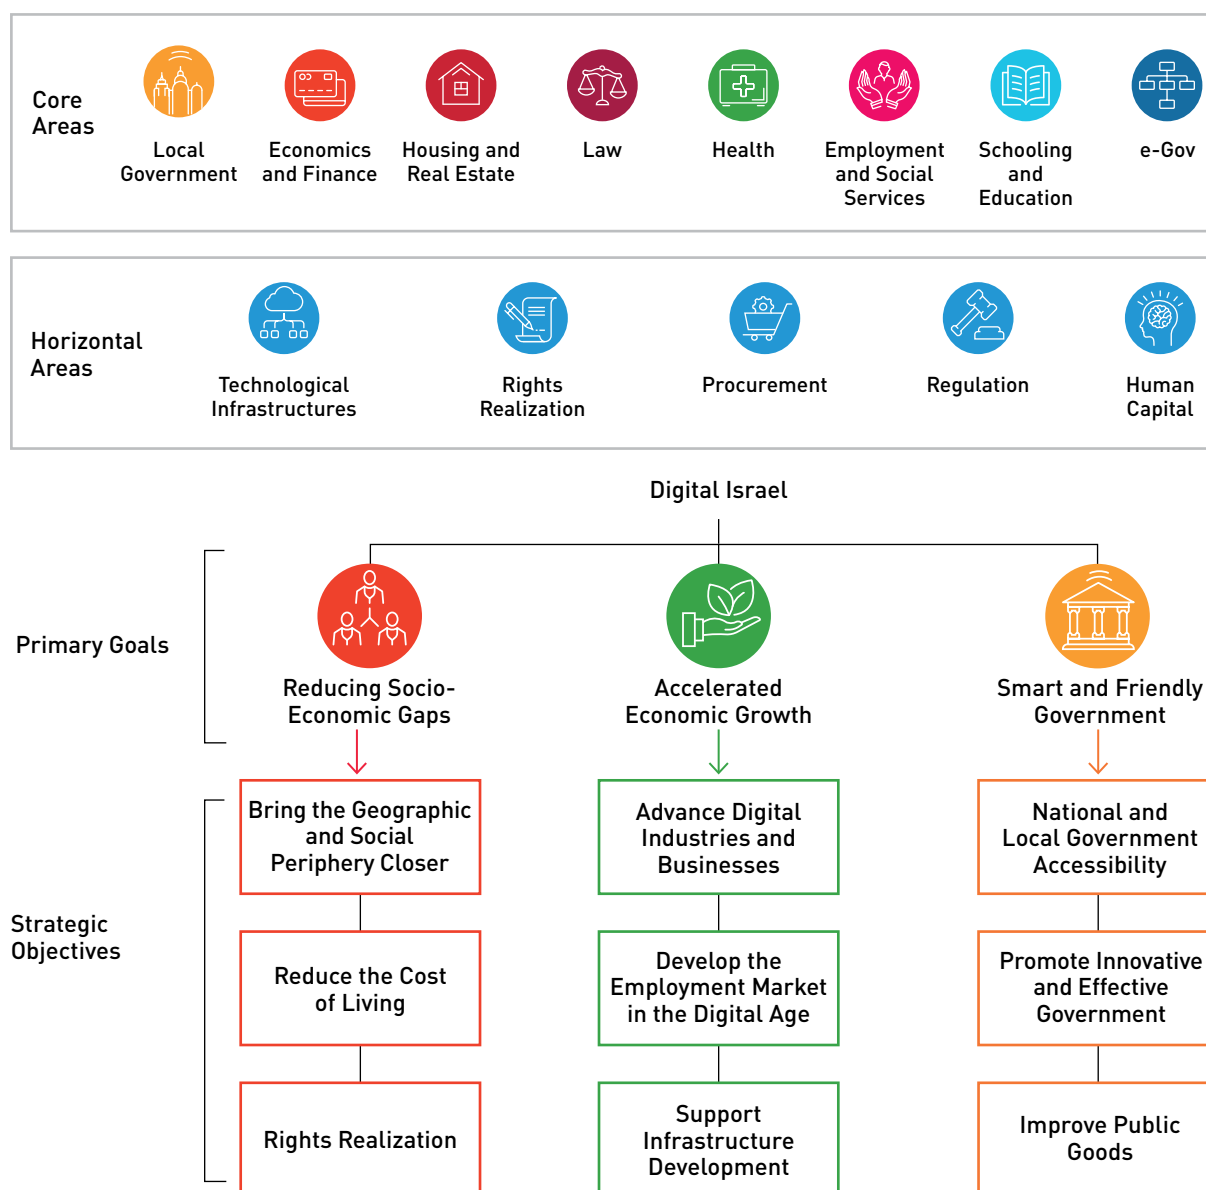 Core
Areas
Local
Government
Economics
and Finance
Housing and
Real Estate
Law
Health
Employment
and Social
Services
Schooling
and
Education
e-Gov
Horizontal
Areas
Technological
Infrastructures
Rights
Realization
Procurement
Regulation
Human
Capital
Digital Israel
Primary Goals
Reducing Socio-
Economic Gaps
Accelerated
Economic Growth
Smart and Friendly
Government
Strategic
Objectives
Bring the Geographic
and Social
Periphery Closer
Advance Digital
Industries and
Businesses
National and
Local Government
Accessibility
Reduce the Cost
of Living
Develop the
Employment Market
in the Digital Age
Promote Innovative
and Effective
Government
Rights Realization
Support
Infrastructure
Development
Improve Public
Goods